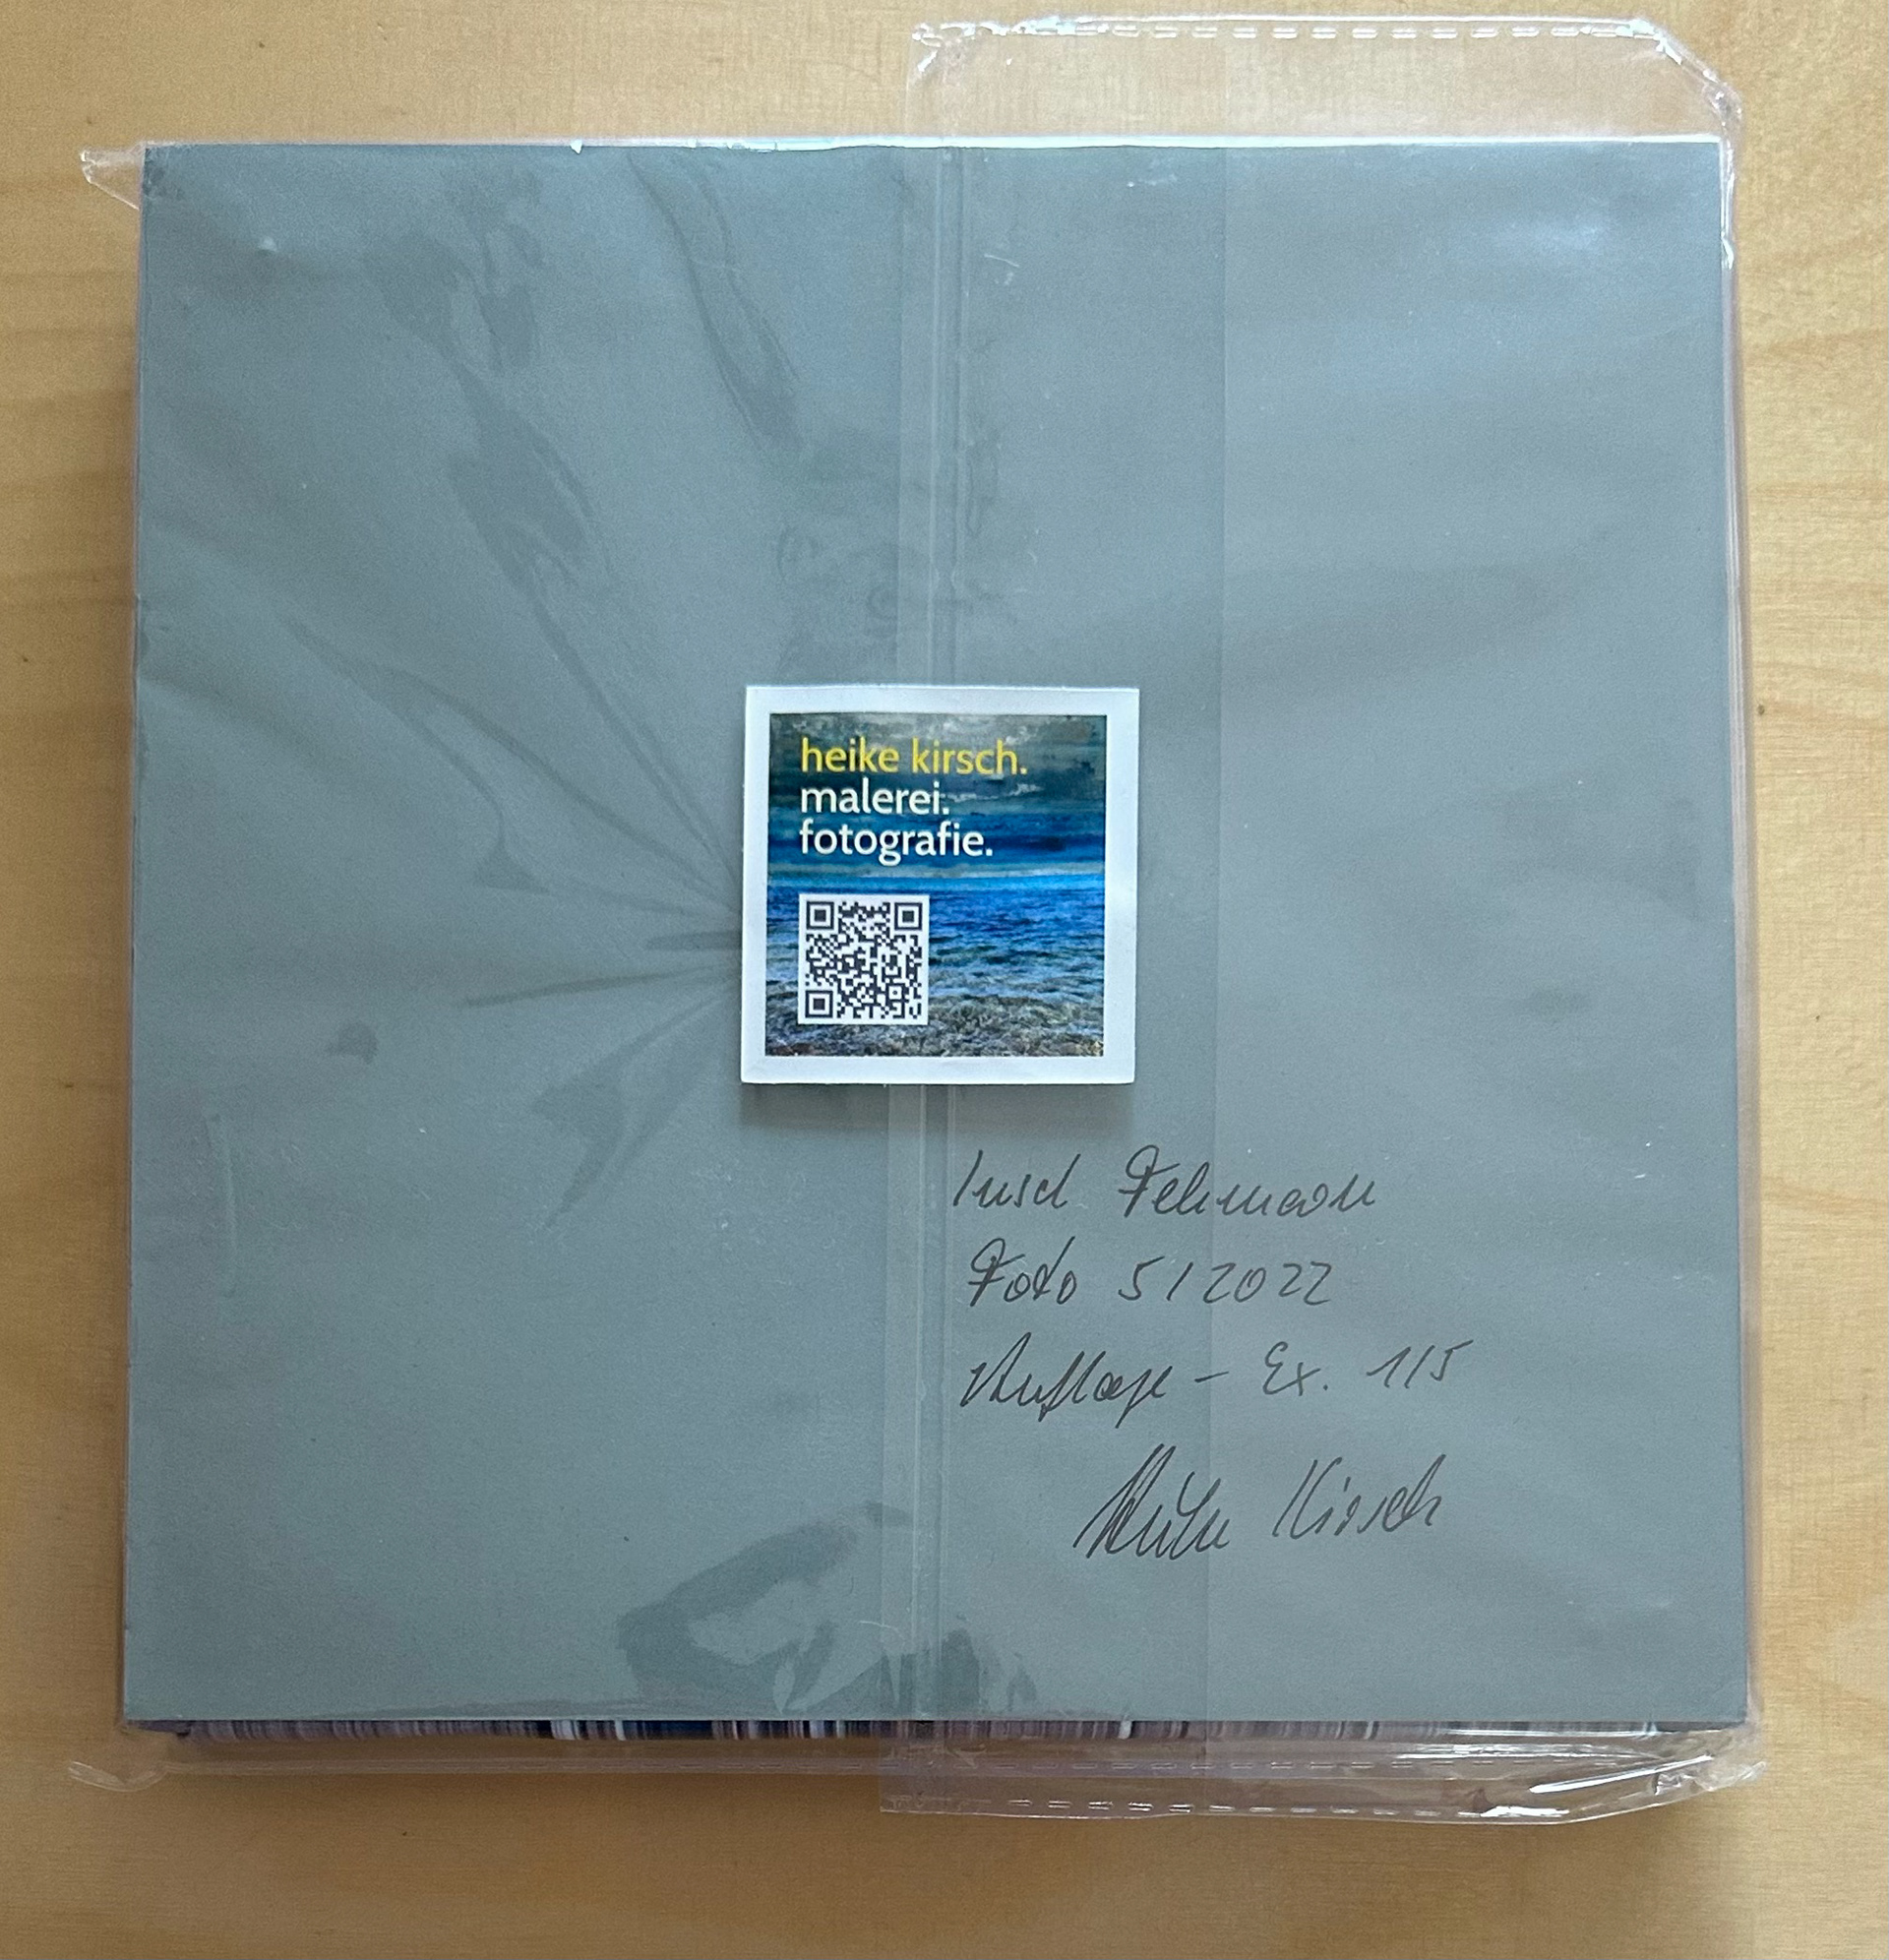 heike kirsch.
malerei.
fotografie.
Insel Fehmarn
Foto 5/2022
Auflage - Ex. 1/5
Heike Kirsch